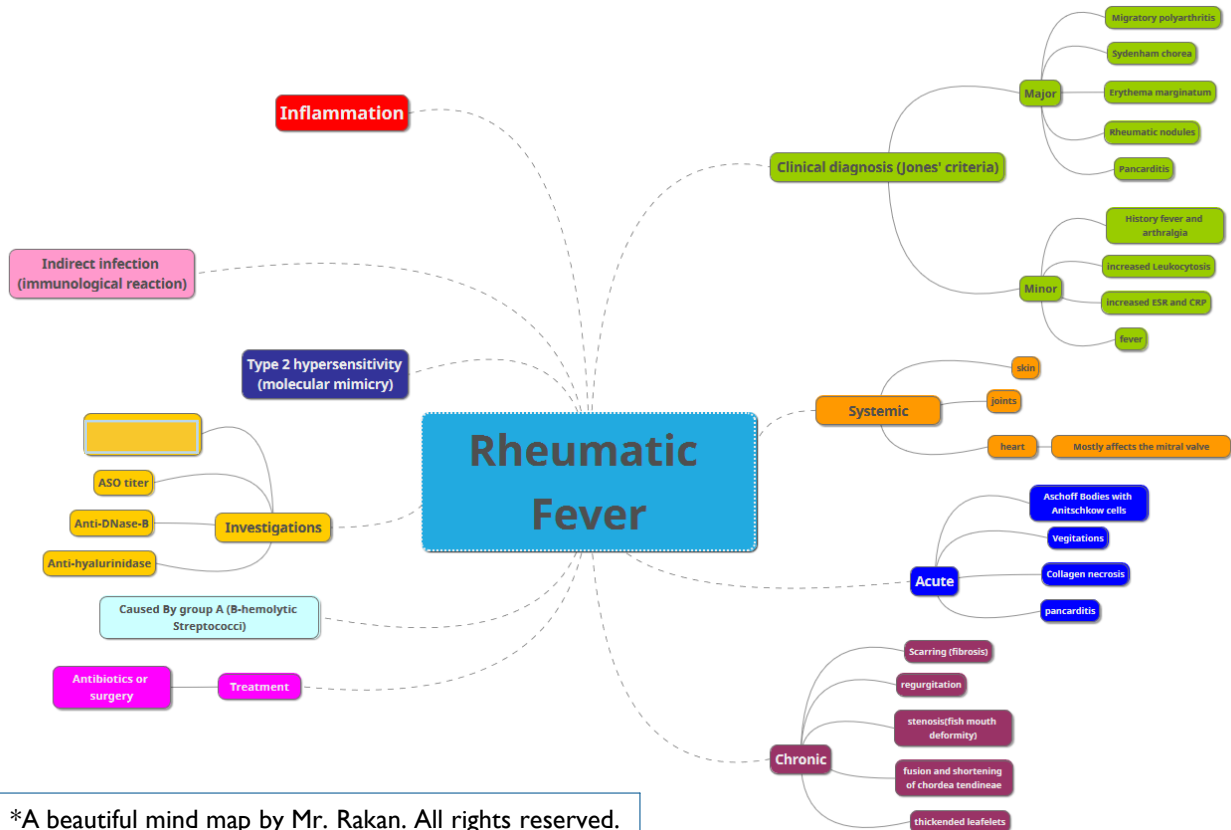 Rheumatic
Fever
Inflammation
Indirect infection
(immunological reaction)
Type 2 hypersensitivity
(molecular mimicry)
Investigations
ASO titer
Anti-DNase-B
Anti-hyalurinidase
Caused By group A (B-hemolytic
Streptococci)
Treatment
Antibiotics or
surgery
Clinical diagnosis (Jones' criteria)
Major
Migratory polyarthritis
Sydenham chorea
Erythema marginatum
Rheumatic nodules
Pancarditis
Minor
History fever and
arthralgia
increased Leukocytosis
increased ESR and CRP
fever
Systemic
skin
joints
heart
Mostly affects the mitral valve
Acute
Aschoff Bodies with
Anitschkow cells
Vegitations
Collagen necrosis
pancarditis
Chronic
Scarring (fibrosis)
regurgitation
stenosis(fish mouth
deformity)
fusion and shortening
of chordea tendineae
thickended leafelets
*A beautiful mind map by Mr. Rakan. All rights reserved.